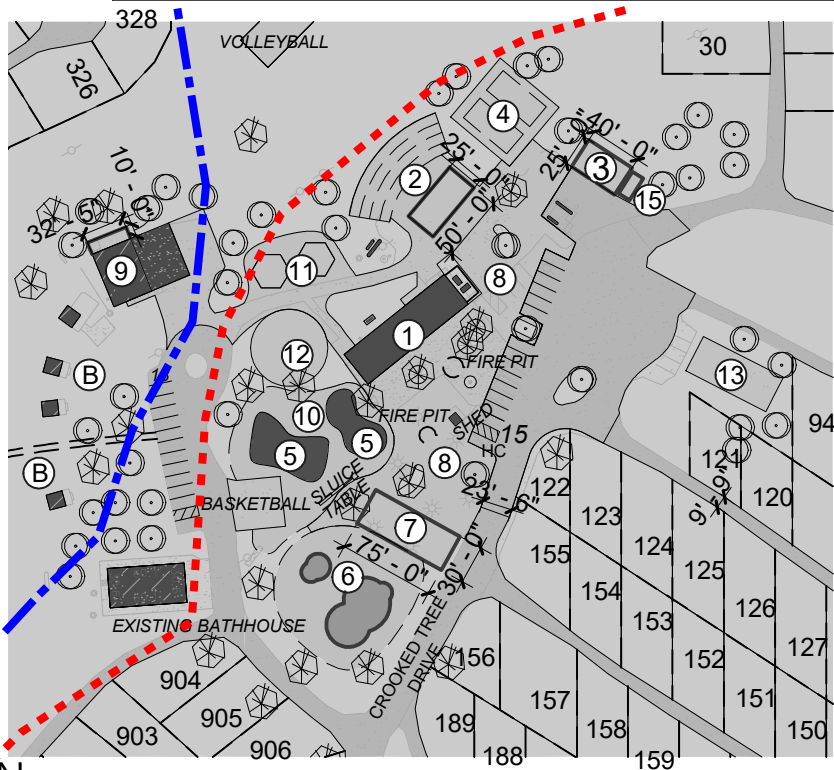 328
VOLLEYBALL
30
326
4
25' - 0"
40' - 0"
25' - 0"
3
2
15
10' - 0"
32' - 5"
50' - 0"
9
11
8
1
12
FIRE PIT
13
B
18
10
FIRE PIT
SHED
5
5
15
HC
94
B
8
121
SLUICE
TABLE
BASKETBALL
23' - 6"
122
120
9'
9'
7
123
155
124
75' - 0"
30' - 0"
125
6
154
126
153
EXISTING BATHHOUSE
127
CROOKED TREE
DRIVE
156
152
904
157
151
905
189
158
150
903
906
188
159
N